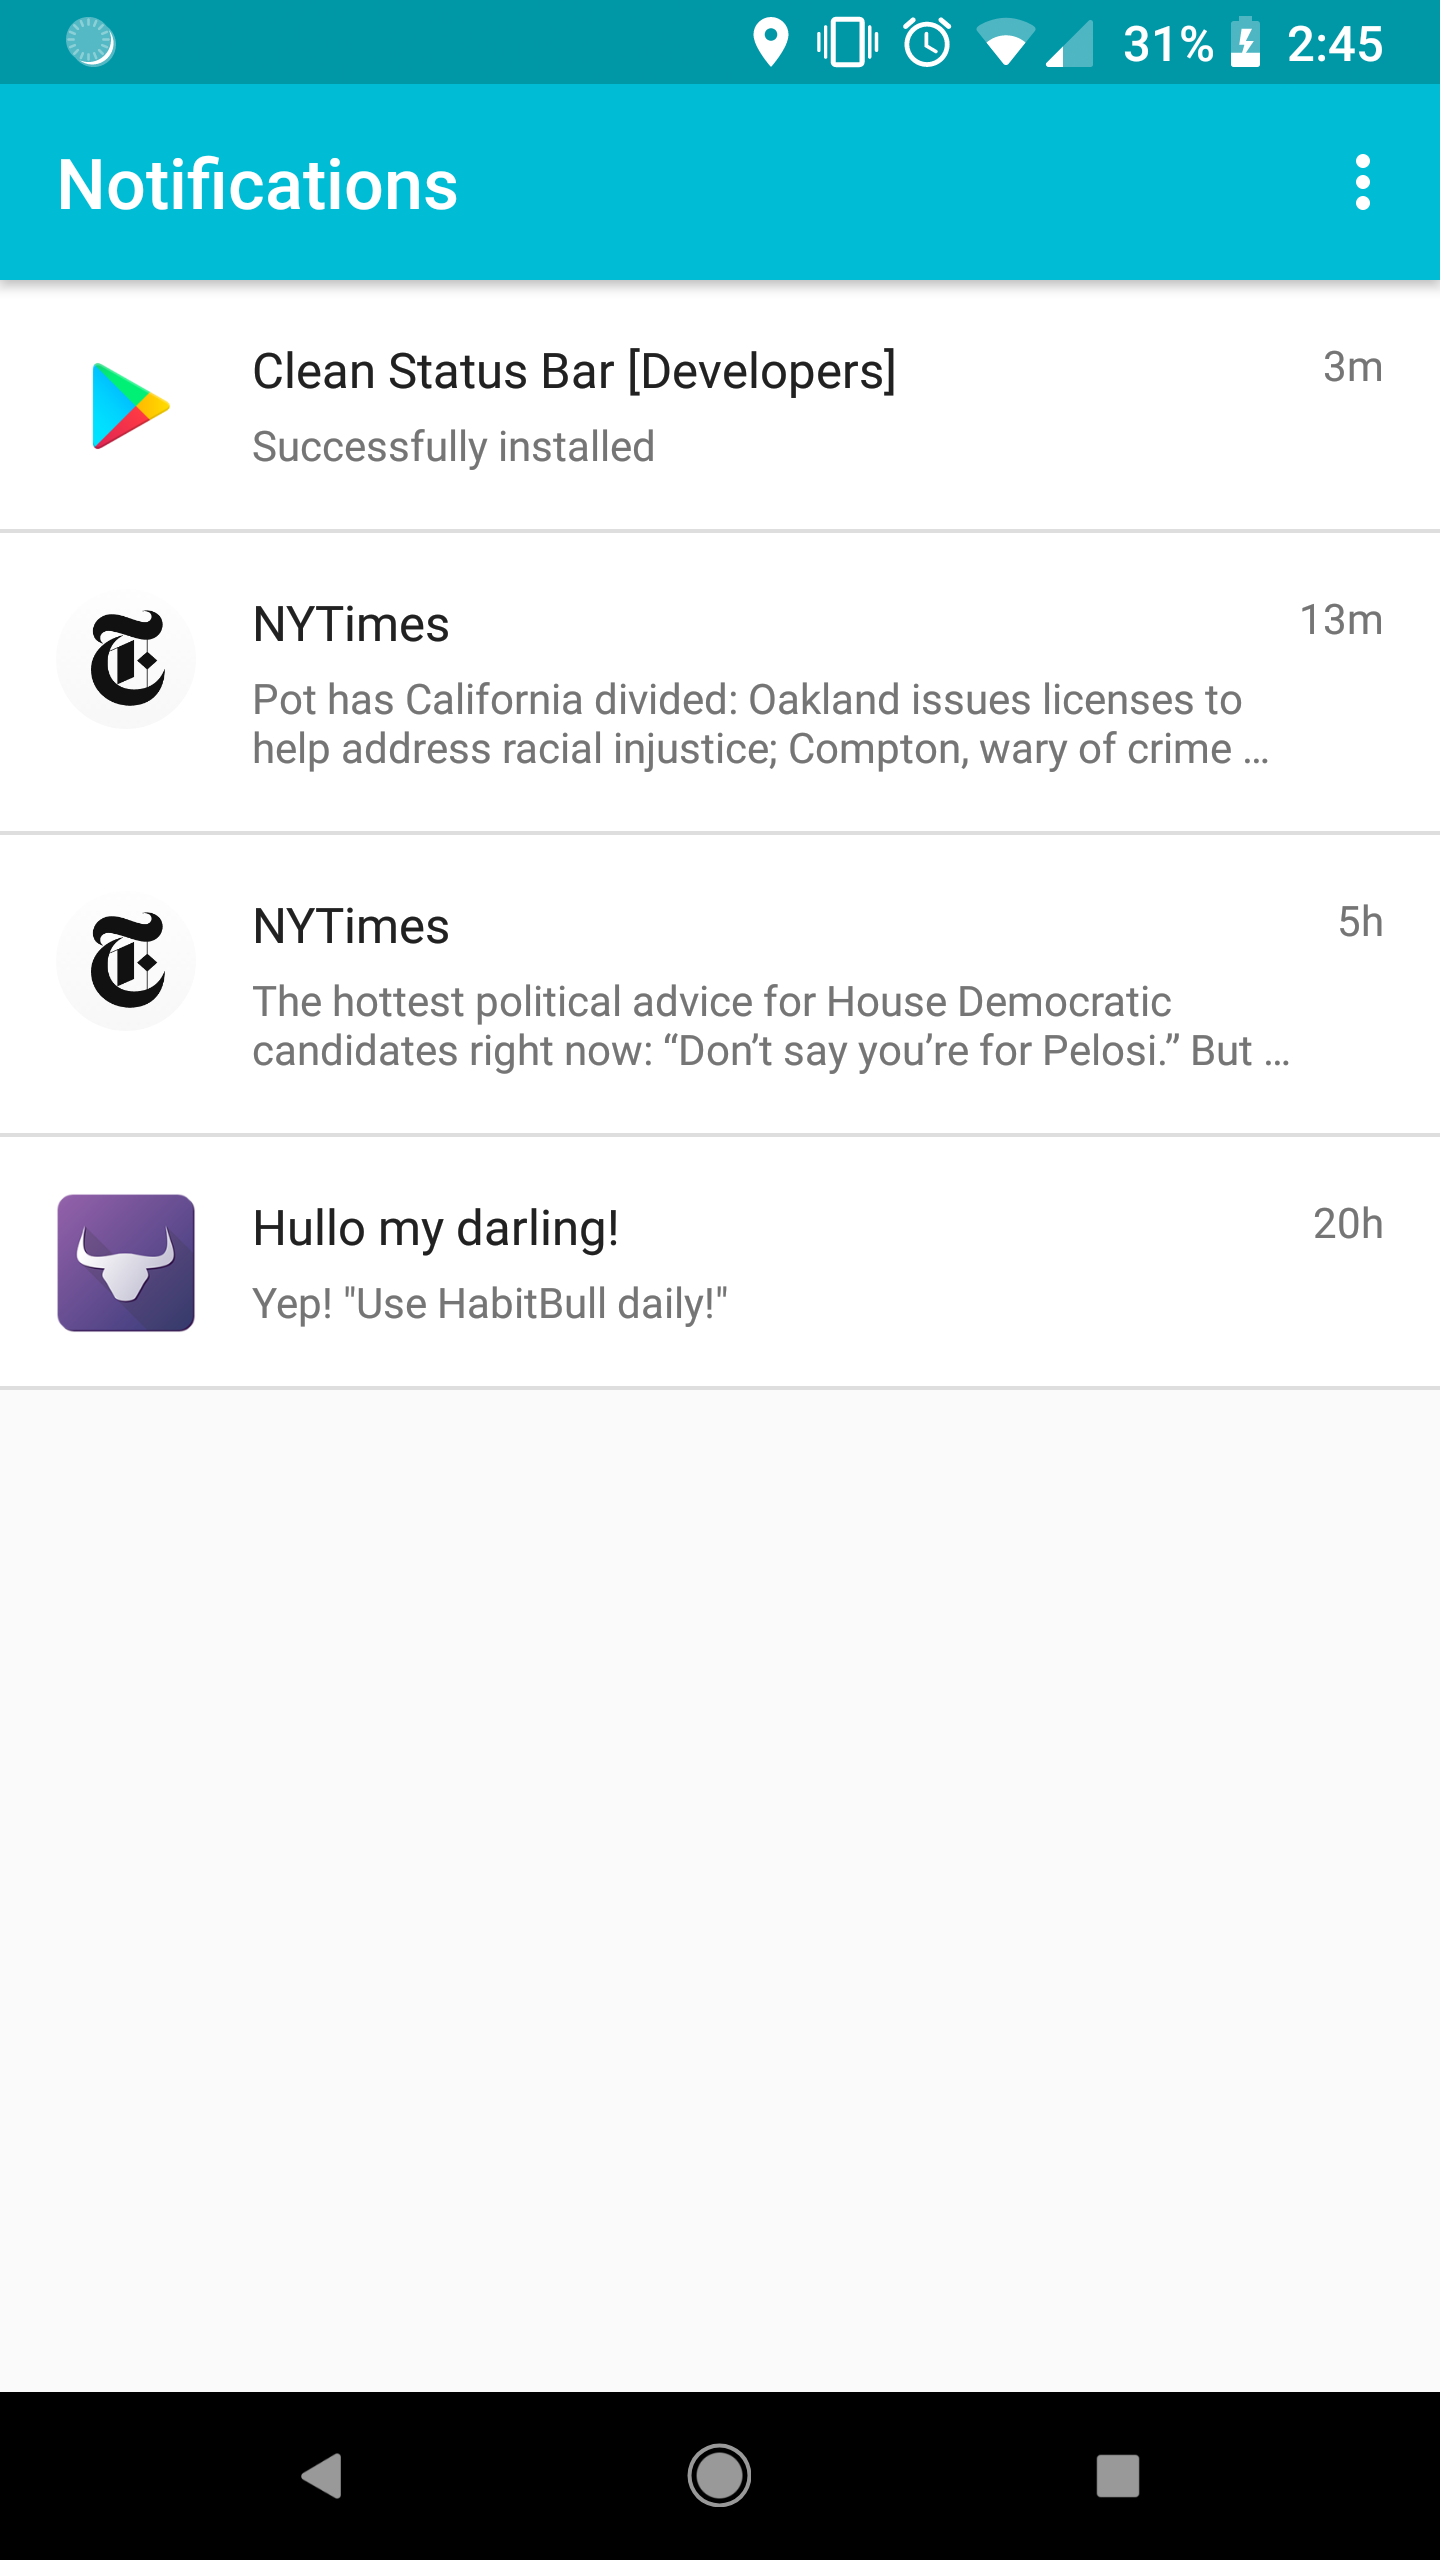 31% 2:45
Notifications
Clean Status Bar [Developers] 3m
Successfully installed
NYTimes 13m
Pot has California divided: Oakland issues licenses to
help address racial injustice; Compton, wary of crime …
NYTimes 5h
The hottest political advice for House Democratic
candidates right now: “Don’t say you’re for Pelosi.” But …
Hullo my darling! 20h
Yep! "Use HabitBull daily!"